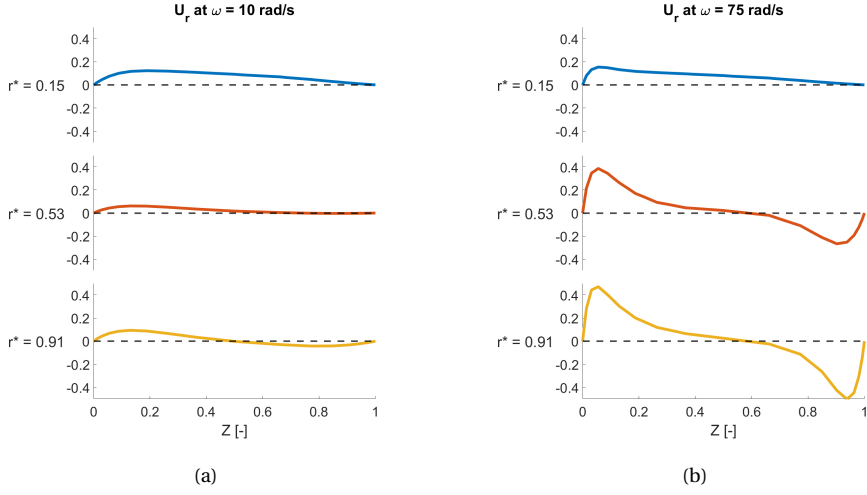 U_r at ω = 10 rad/s
0.4
0.2
r* = 0.15 0
-0.2
-0.4
0.4
0.2
r* = 0.53 0
-0.2
-0.4
0.4
0.2
r* = 0.91 0
-0.2
-0.4
0 0.2 0.4 0.6 0.8 1
Z [-]
(a)
U_r at ω = 75 rad/s
0.4
0.2
r* = 0.15 0
-0.2
-0.4
0.4
0.2
r* = 0.53 0
-0.2
-0.4
0.4
0.2
r* = 0.91 0
-0.2
-0.4
0 0.2 0.4 0.6 0.8 1
Z [-]
(b)